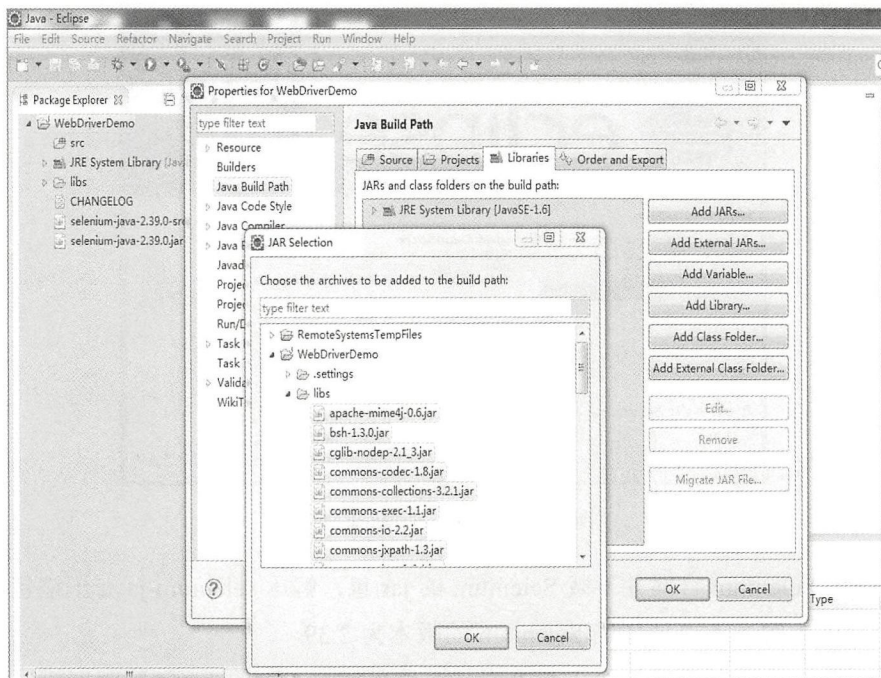 Java - Eclipse
File Edit Source Refactor Navigate Search Project Run Window Help
Package Explorer
WebDriverDemo
src
JRE System Library [Jav
libs
CHANGELOG
selenium-java-2.39.0-sr
selenium-java-2.39.0.jar
Properties for WebDriverDemo
type filter text
Resource
Builders
Java Build Path
Java Code Style
Java Compiler
Java E
Javad
Projec
Projec
Run/D
Task
Task
Valida
WikiT
Java Build Path
Source Projects Libraries Order and Export
JARs and class folders on the build path:
JRE System Library [JavaSE-1.6]
Add JARs...
Add External JARs...
Add Variable...
Add Library...
Add Class Folder...
Add External Class Folder...
Edit...
Remove
Migrate JAR File...
OK Cancel
JAR Selection
Choose the archives to be added to the build path:
type filter text
RemoteSystemsTempFiles
WebDriverDemo
.settings
libs
apache-mime4j-0.6.jar
bsh-1.3.0.jar
cglib-nodep-2.1_3.jar
commons-codec-1.8.jar
commons-collections-3.2.1.jar
commons-exec-1.1.jar
commons-io-2.2.jar
commons-jxpath-1.3.jar
OK Cancel
Type